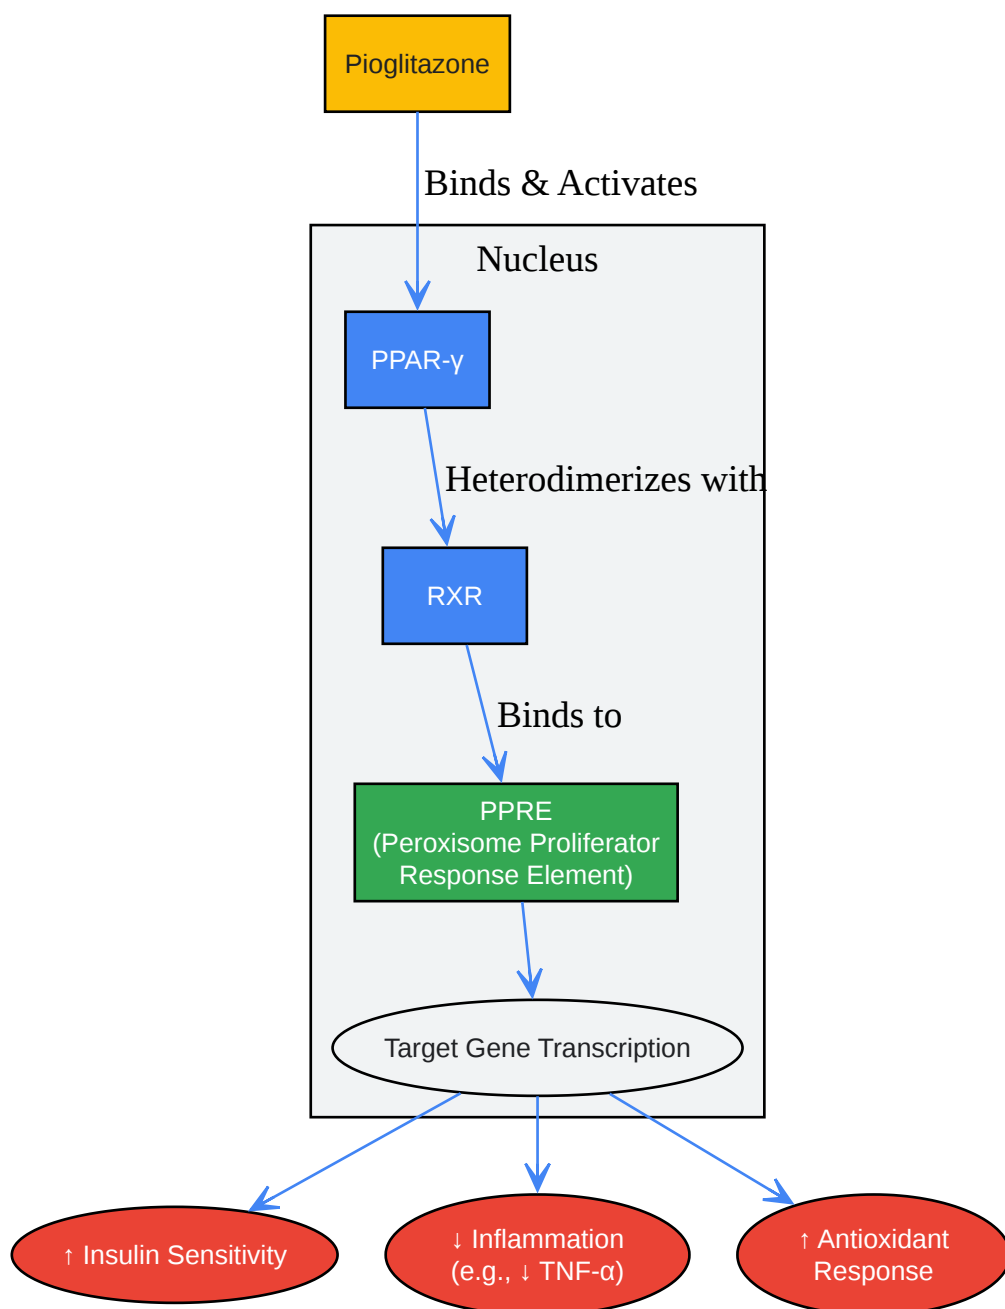 Pioglitazone
Binds & Activates
Nucleus
PPAR-γ
Heterodimerizes with
RXR
Binds to
PPRE
(Peroxisome Proliferator
Response Element)
Target Gene Transcription
↑ Insulin Sensitivity
↓ Inflammation
(e.g., ↓ TNF-α)
↑ Antioxidant
Response